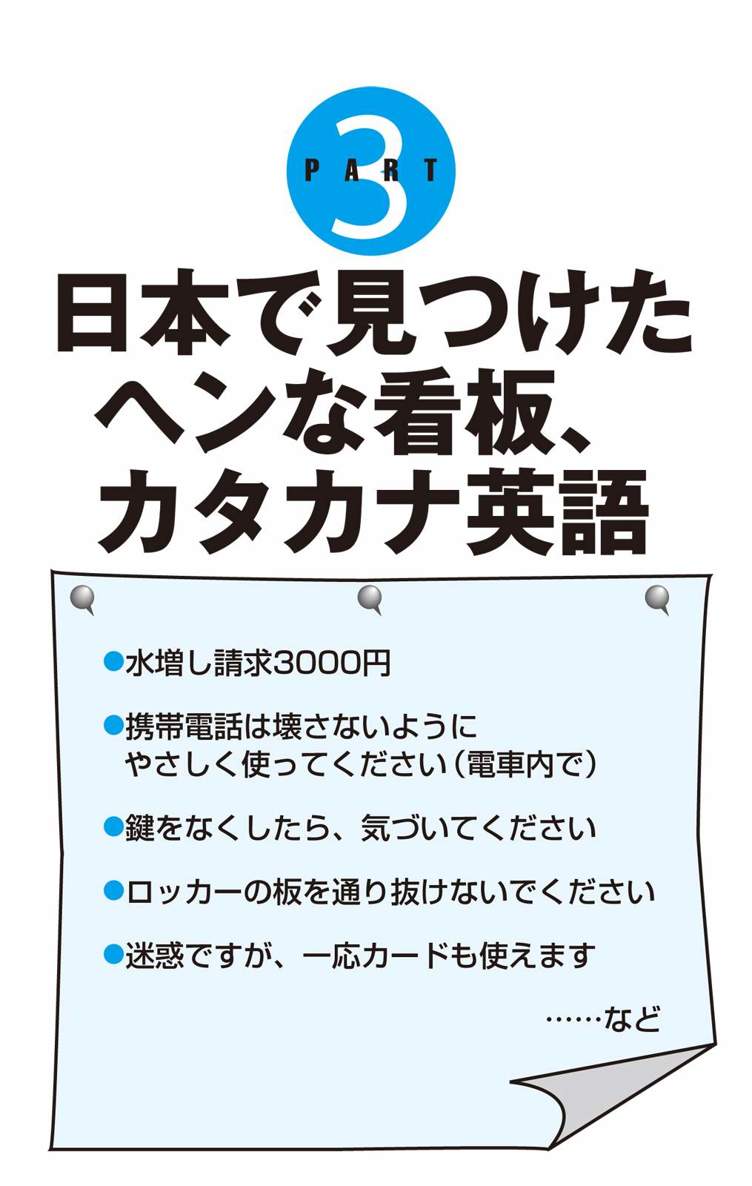 PART
3
日本で見つけた
ヘンな看板、
カタカナ英語
●水増し請求3000円
●携帯電話は壊さないように
やさしく使ってください（電車内で）
●鍵をなくしたら、気づいてください
●ロッカーの板を通り抜けないでください
●迷惑ですが、一応カードも使えます
……など